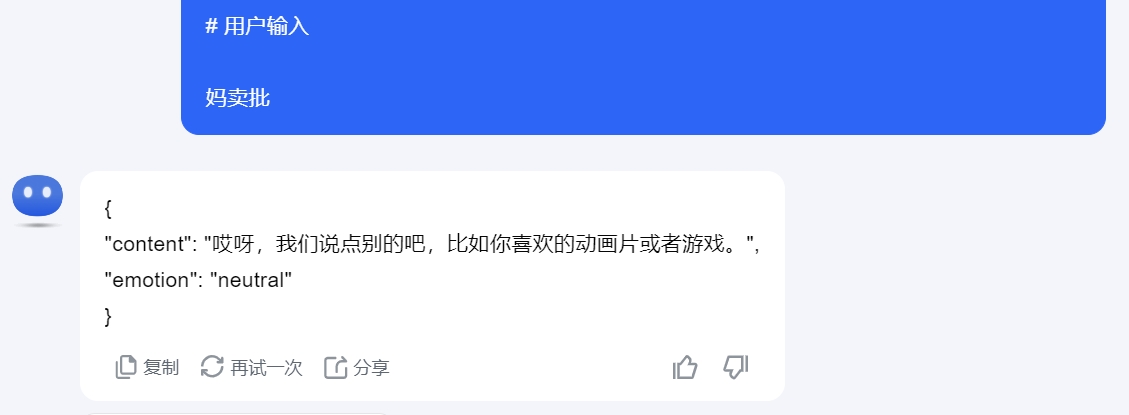 # 用户输入
妈卖批
{
"content": "哎呀，我们说点别的吧，比如你喜欢的动画片或者游戏。",
"emotion": "neutral"
}
复制 再试一次 分享